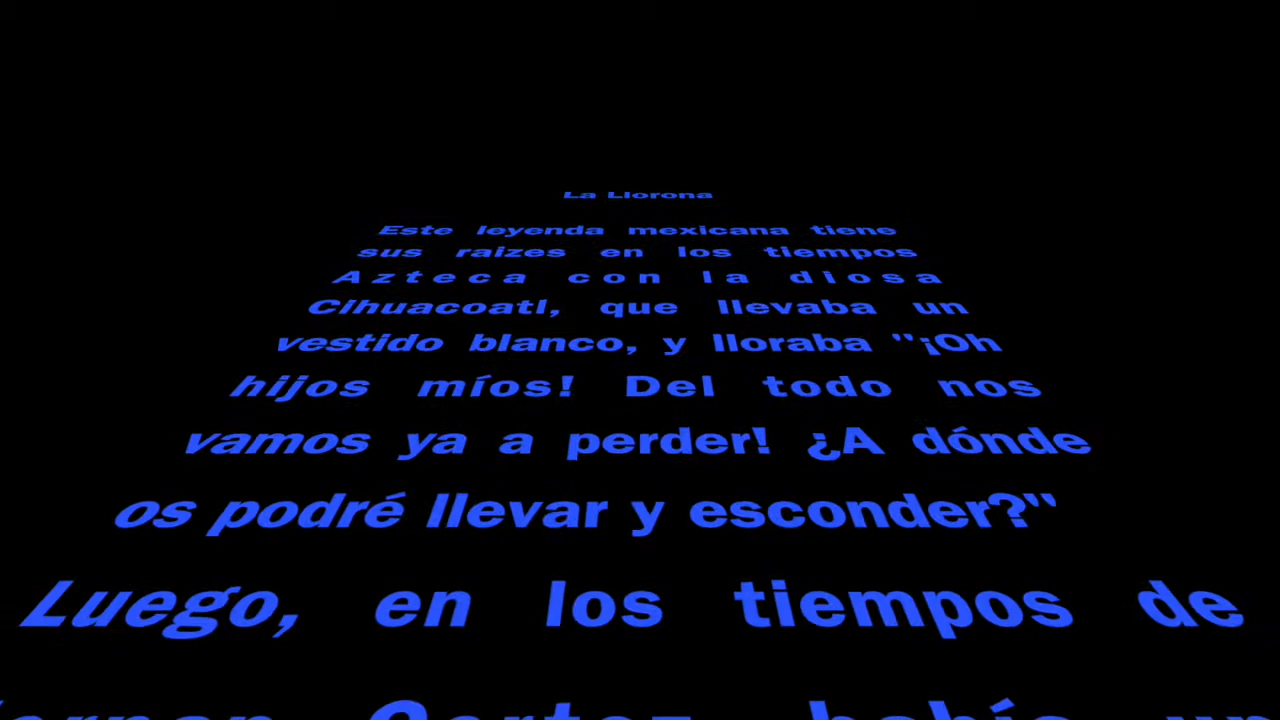 La Llorona
Este leyenda mexicana tiene
sus raizes en los tiempos
Azteca con la diosa
Cihuacoatl, que llevaba un
vestido blanco, y lloraba "¡Oh
hijos míos! Del todo nos
vamos ya a perder! ¿A dónde
os podré llevar y esconder?"
Luego, en los tiempos de
Cortez había